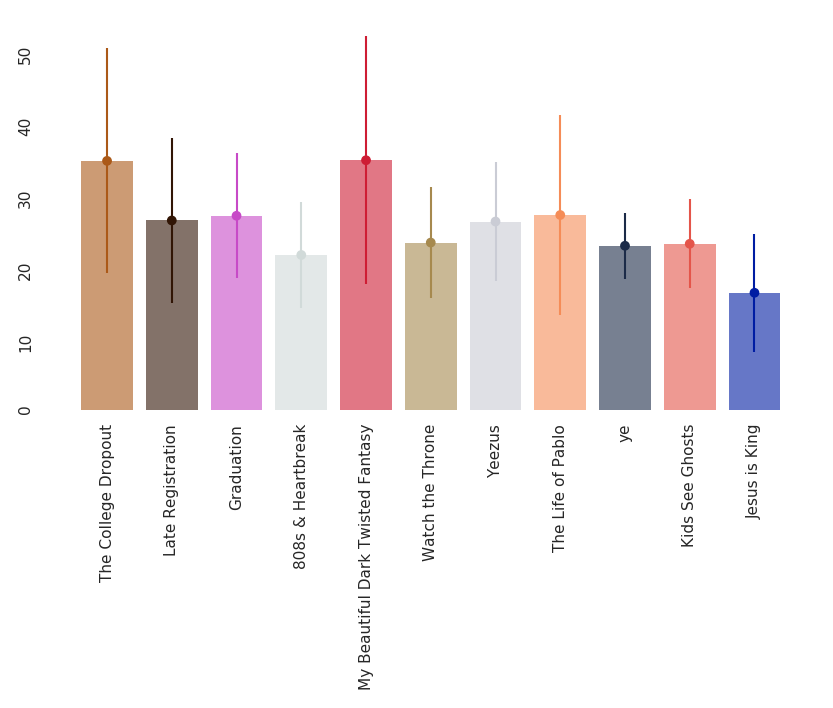 50
40
30
20
10
0
The College Dropout
Late Registration
Graduation
808s & Heartbreak
My Beautiful Dark Twisted Fantasy
Watch the Throne
Yeezus
The Life of Pablo
ye
Kids See Ghosts
Jesus is King